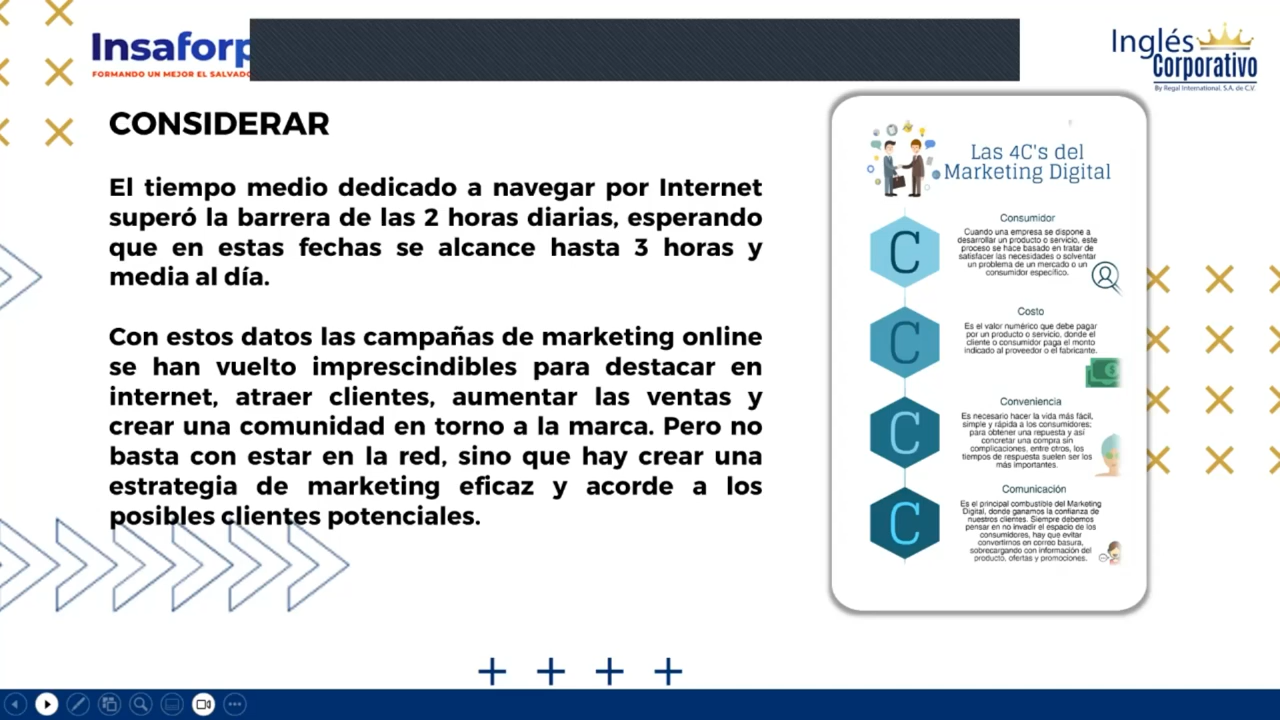 Insaforp
FORMANDO UN MEJOR EL SALVADO
Inglés
Corporativo
By Regal International, S.A. de C.V.
CONSIDERAR
El tiempo medio dedicado a navegar por Internet
superó la barrera de las 2 horas diarias, esperando
que en estas fechas se alcance hasta 3 horas y
media al día.
Con estos datos las campañas de marketing online
se han vuelto imprescindibles para destacar en
internet, atraer clientes, aumentar las ventas y
crear una comunidad en torno a la marca. Pero no
basta con estar en la red, sino que hay crear una
estrategia de marketing eficaz y acorde a los
posibles clientes potenciales.
Las 4C's del
Marketing Digital
C
Consumidor
Cuando una empresa se dispone a
desarrollar un producto o servicio, este
proceso se hace basado en tratar de
satisfacer las necesidades o solventar
un problema de un mercado o un
consumidor específico.
C
Costo
Es el valor numérico que debe pagar
por un producto o servicio, donde el
cliente o consumidor paga el monto
indicado al proveedor o el fabricante.
C
Conveniencia
Es necesario hacer la vida más fácil,
simple y rápida a los consumidores;
para obtener una repuesta y así
concretar una compra sin
complicaciones, entre otros, los
tiempos de respuesta suelen ser los
más importantes.
C
Comunicación
Es el principal combustible del Marketing
Digital, donde ganamos la confianza de
nuestros clientes. Siempre debemos
pensar en no invadir el espacio de los
consumidores, hay que evitar
convertirnos en correo basura,
sobrecargando con información del
producto, ofertas y promociones.